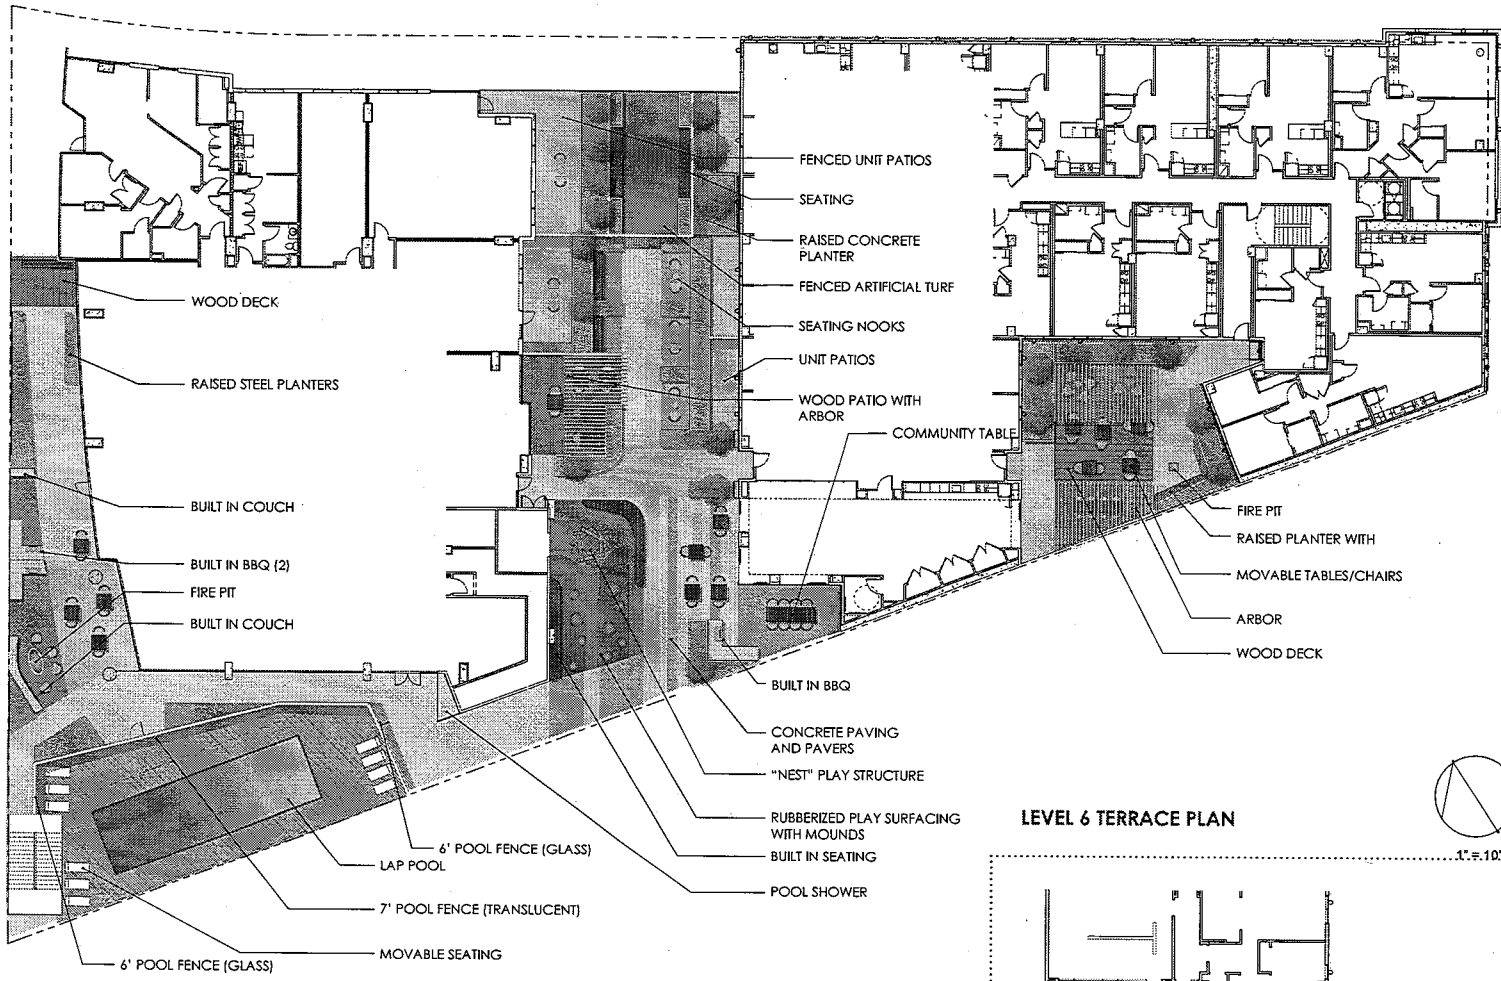 FENCED UNIT PATIOS
SEATING
RAISED CONCRETE
PLANTER
FENCED ARTIFICIAL TURF
SEATING NOOKS
UNIT PATIOS
WOOD PATIO WITH
ARBOR
COMMUNITY TABLE
WOOD DECK
RAISED STEEL PLANTERS
BUILT IN COUCH
BUILT IN BBQ (2)
FIRE PIT
BUILT IN COUCH
FIRE PIT
RAISED PLANTER WITH
MOVABLE TABLES/CHAIRS
ARBOR
WOOD DECK
BUILT IN BBQ
CONCRETE PAVING
AND PAVERS
"NEST" PLAY STRUCTURE
RUBBERIZED PLAY SURFACING
WITH MOUNDS
BUILT IN SEATING
POOL SHOWER
6' POOL FENCE (GLASS)
LAP POOL
7' POOL FENCE (TRANSLUCENT)
MOVABLE SEATING
6' POOL FENCE (GLASS)
LEVEL 6 TERRACE PLAN
1" = 10'